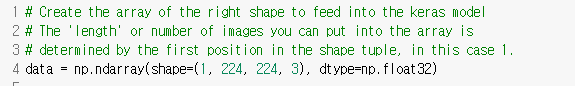 1 # Create the array of the right shape to feed into the keras model
2 # The 'length' or number of images you can put into the array is
3 # determined by the first position in the shape tuple, in this case 1.
4 data = np.ndarray(shape=(1, 224, 224, 3), dtype=np.float32)